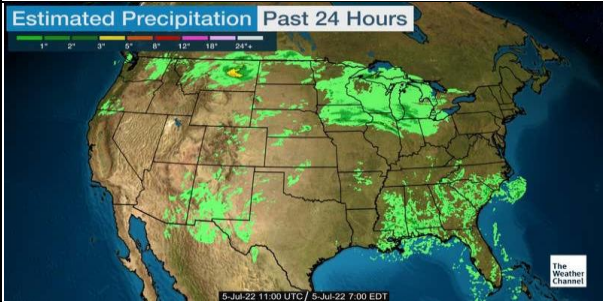 Estimated Precipitation Past 24 Hours
1" 2" 3" 5" 8" 12" 18" 24"+
The
Weather
Channel
5-Jul-22 11:00 UTC / 5-Jul-22 7:00 EDT